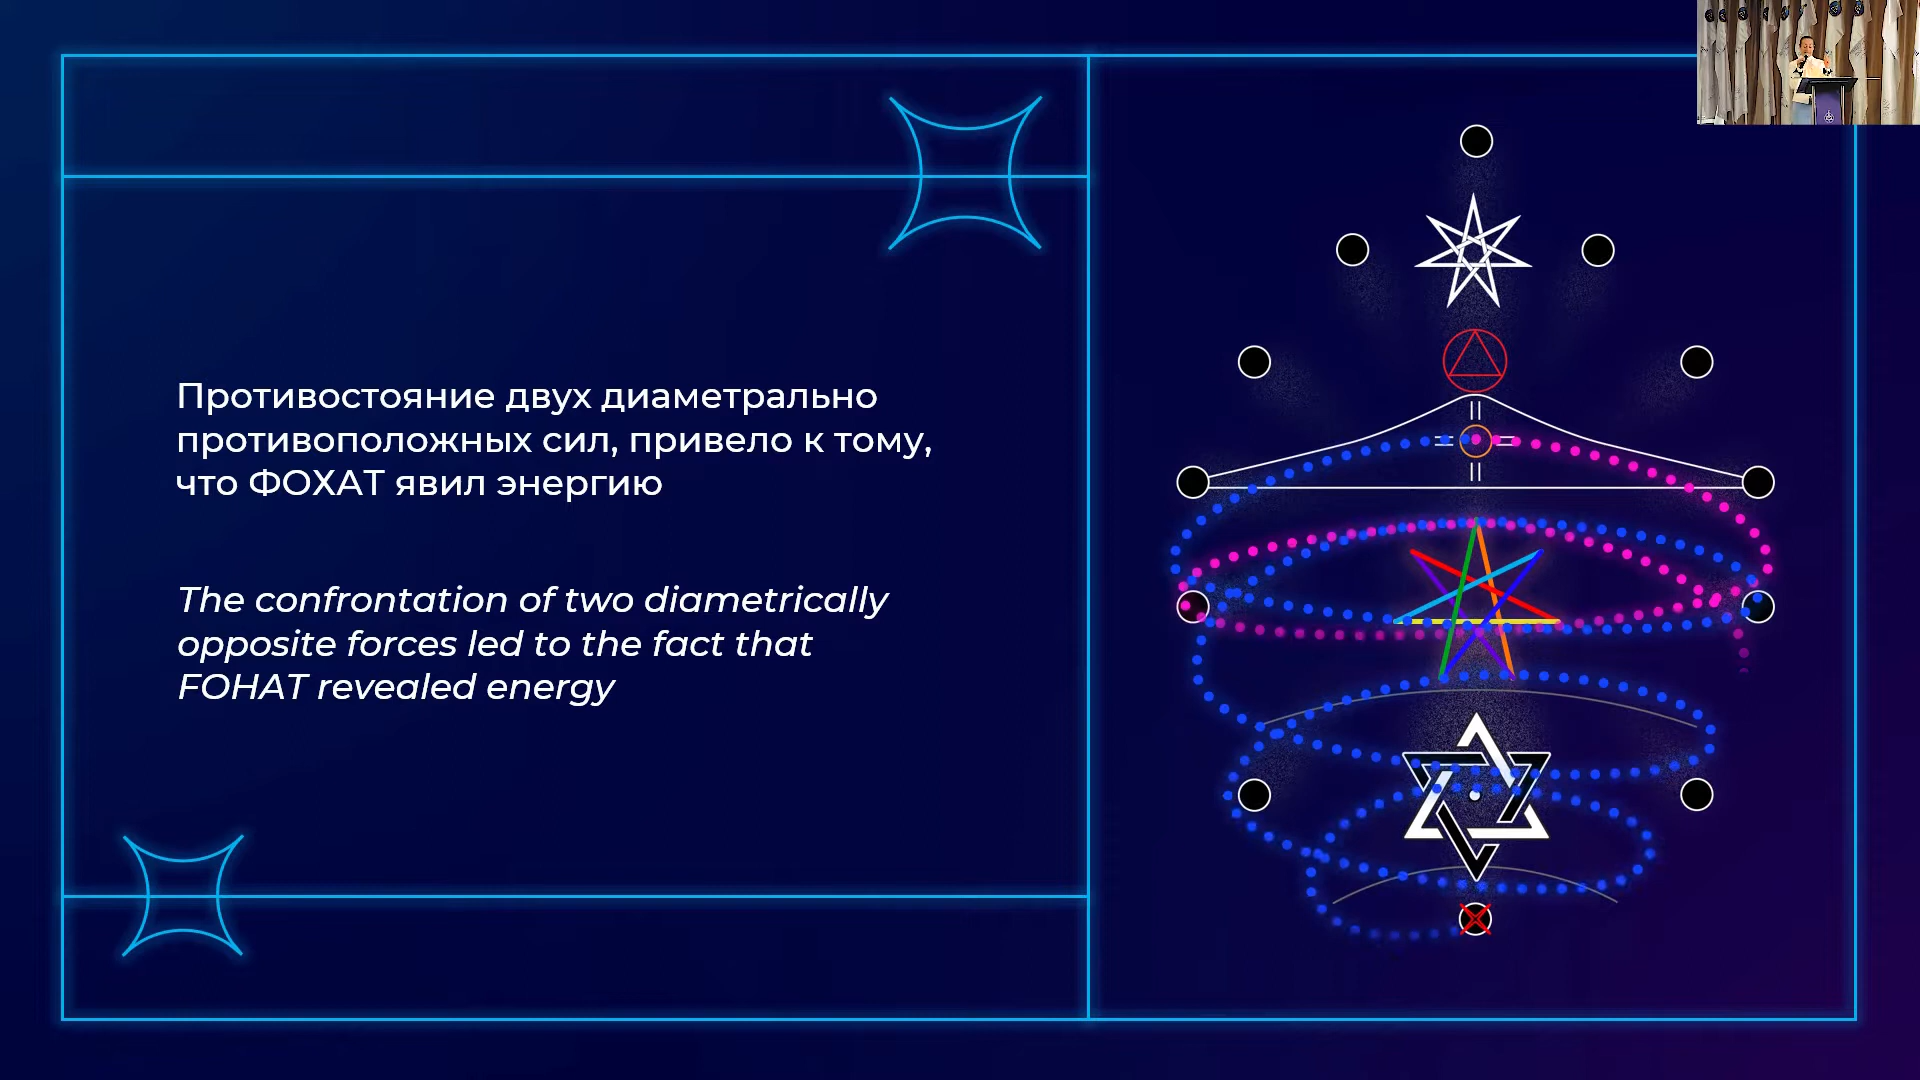 Противостояние двух диаметрально
противоположных сил, привело к тому,
что ФОХАТ явил энергию
The confrontation of two diametrically
opposite forces led to the fact that
FOHAT revealed energy